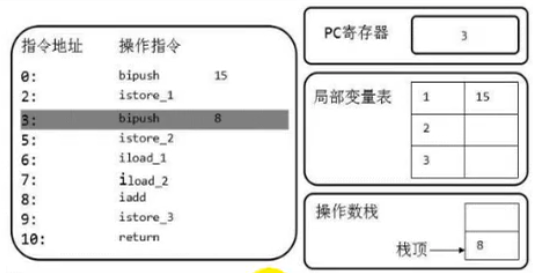 指令地址 操作指令
0: bipush 15
2: istore_1
3: bipush 8
5: istore_2
6: iload_1
7: iload_2
8: iadd
9: istore_3
10: return
PC寄存器 3
局部变量表 1 15
2
3
操作数栈
栈顶 8